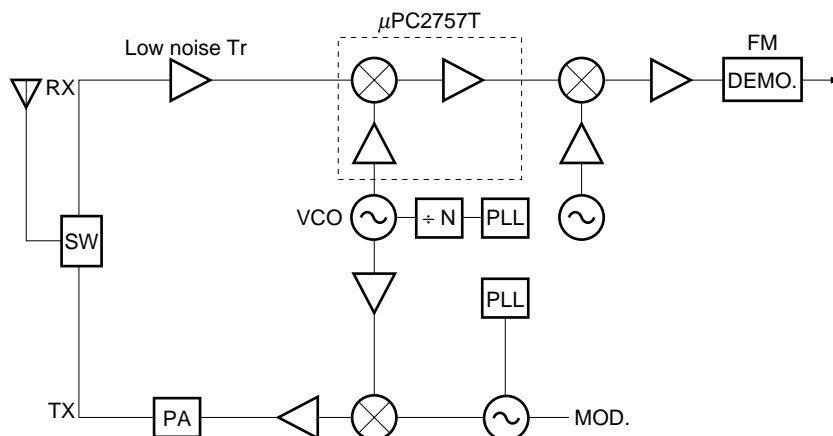 μPC2757T
Low noise Tr
FM
RX
DEMO.
VCO
÷ N
PLL
SW
PLL
TX
PA
MOD.